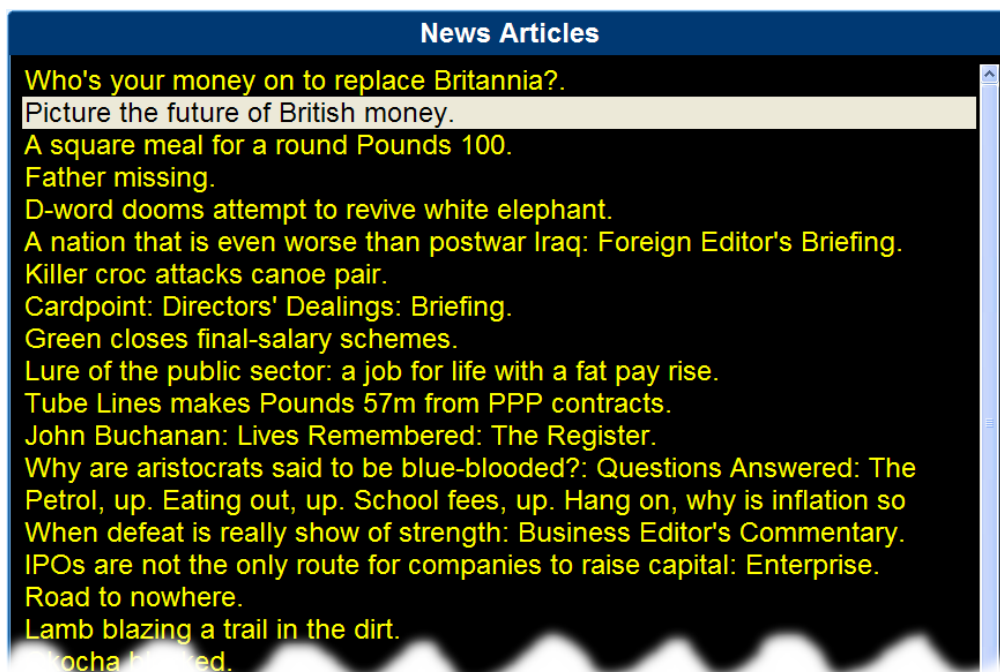 News Articles
Who's your money on to replace Britannia?.
Picture the future of British money.
A square meal for a round Pounds 100.
Father missing.
D-word dooms attempt to revive white elephant.
A nation that is even worse than postwar Iraq: Foreign Editor's Briefing.
Killer croc attacks canoe pair.
Cardpoint: Directors' Dealings: Briefing.
Green closes final-salary schemes.
Lure of the public sector: a job for life with a fat pay rise.
Tube Lines makes Pounds 57m from PPP contracts.
John Buchanan: Lives Remembered: The Register.
Why are aristocrats said to be blue-blooded?: Questions Answered: The
Petrol, up. Eating out, up. School fees, up. Hang on, why is inflation so
When defeat is really show of strength: Business Editor's Commentary.
IPOs are not the only route for companies to raise capital: Enterprise.
Road to nowhere.
Lamb blazing a trail in the dirt.